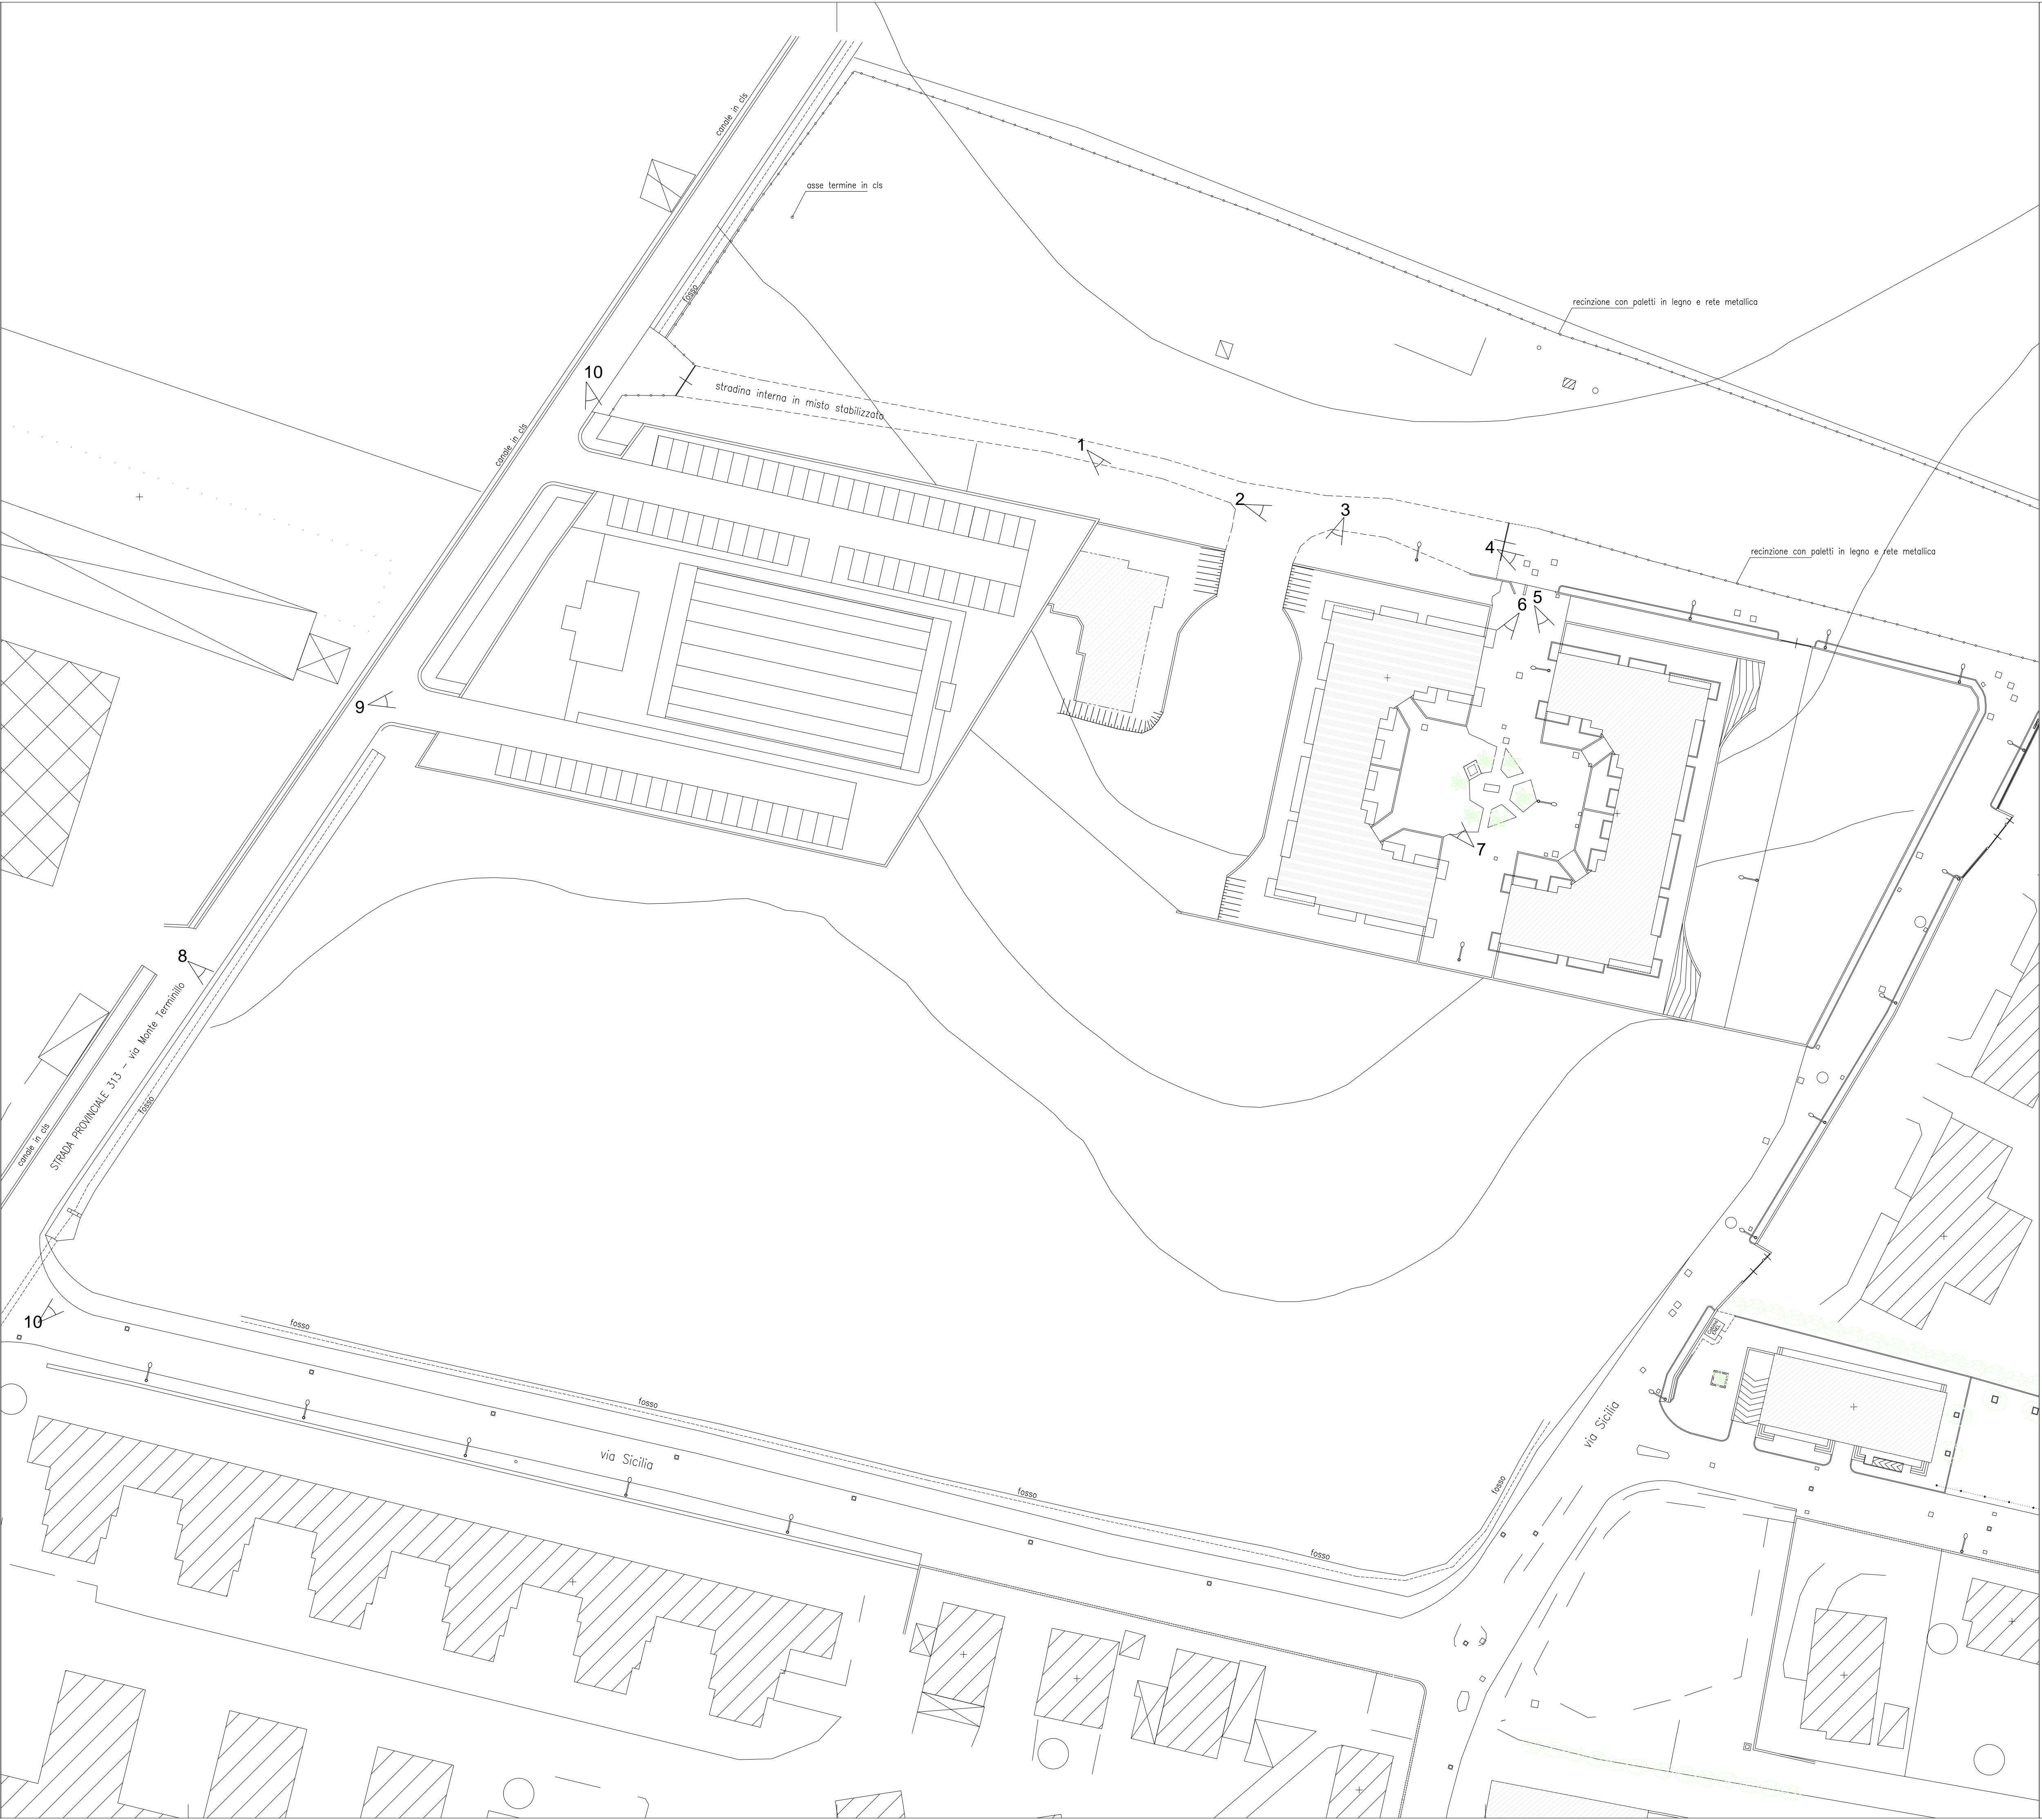 canale in cls
asse termine in cls
fosso
recinzione con paletti in legno e rete metallica
10
stradina interna in misto stabilizzato
canale in cls
1
2
3
4
recinzione con paletti in legno e rete metallica
5
6
9
7
8
STRADA PROVINCIALE 313 - via Monte Terminillo
fosso
canale in cls
10
fosso
Cabina
ENEL
fosso
via Sicilia
via Sicilia
fosso
fosso
fosso